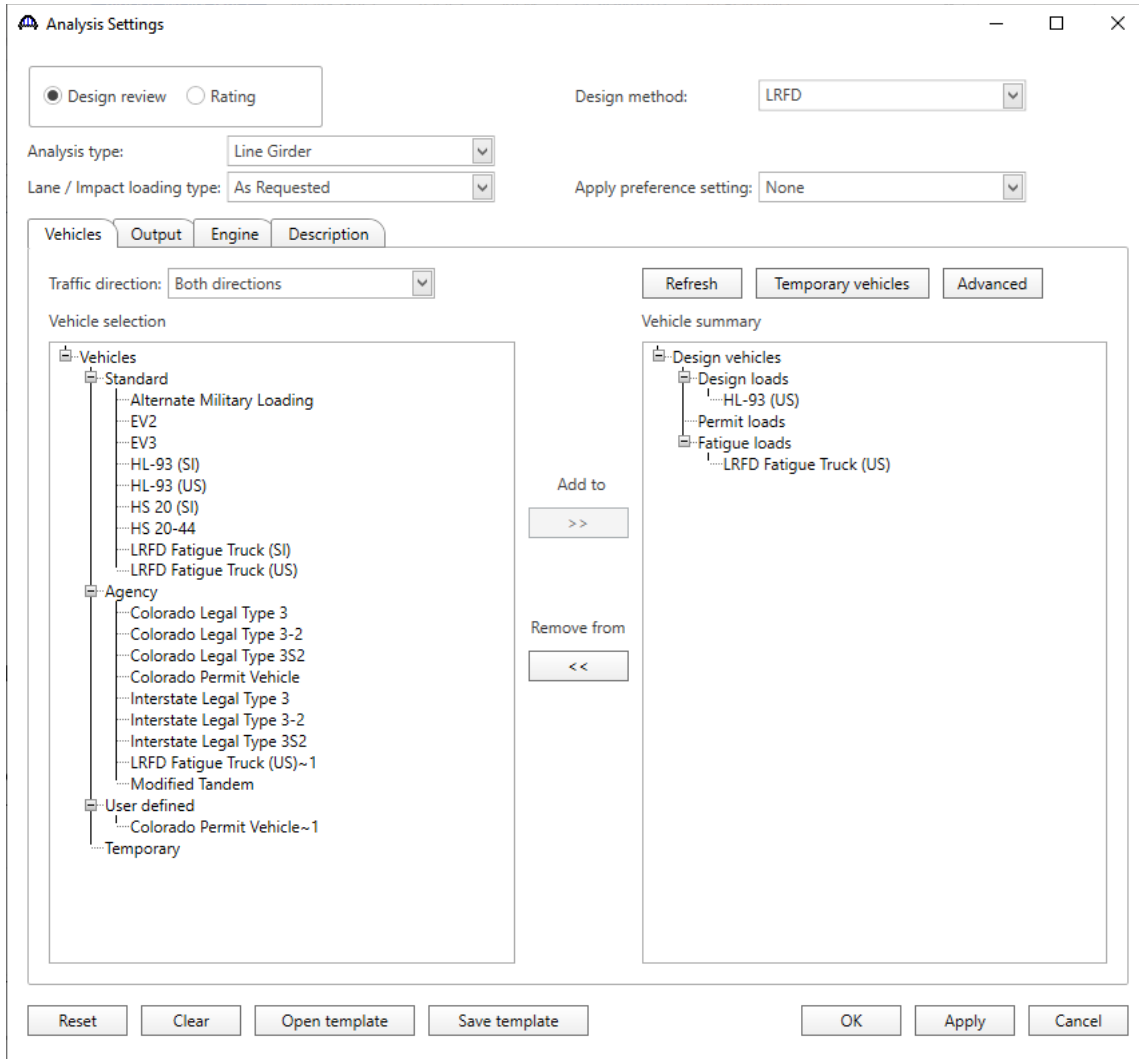 Analysis Settings
Design review Rating Design method: LRFD
Analysis type: Line Girder
Lane / Impact loading type: As Requested Apply preference setting: None
Vehicles Output Engine Description
Traffic direction: Both directions Refresh Temporary vehicles Advanced
Vehicle selection
Vehicles
Standard
Alternate Military Loading
EV2
EV3
HL-93 (SI)
HL-93 (US)
HS 20 (SI)
HS 20-44
LRFD Fatigue Truck (SI)
LRFD Fatigue Truck (US)
Agency
Colorado Legal Type 3
Colorado Legal Type 3-2
Colorado Legal Type 3S2
Colorado Permit Vehicle
Interstate Legal Type 3
Interstate Legal Type 3-2
Interstate Legal Type 3S2
LRFD Fatigue Truck (US)~1
Modified Tandem
User defined
Colorado Permit Vehicle~1
Temporary
Add to
>>
Remove from
<<
Vehicle summary
Design vehicles
Design loads
HL-93 (US)
Permit loads
Fatigue loads
LRFD Fatigue Truck (US)
Reset Clear Open template Save template OK Apply Cancel